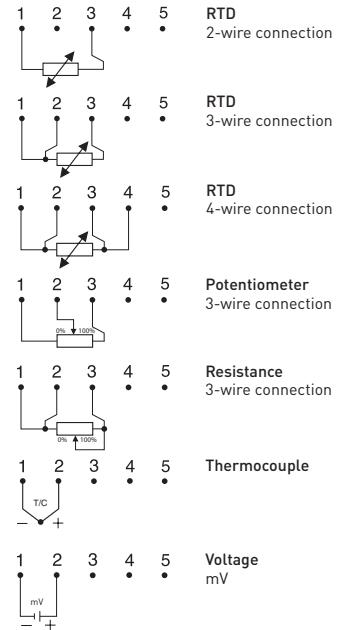 1 2 3 4 5 RTD
2-wire connection
1 2 3 4 5 RTD
3-wire connection
1 2 3 4 5 RTD
4-wire connection
1 2 3 4 5 Potentiometer
3-wire connection
0% 100%
1 2 3 4 5 Resistance
3-wire connection
0% 100%
1 2 3 4 5 Thermocouple
T/C
– +
1 2 3 4 5 Voltage
mV
mV
– +